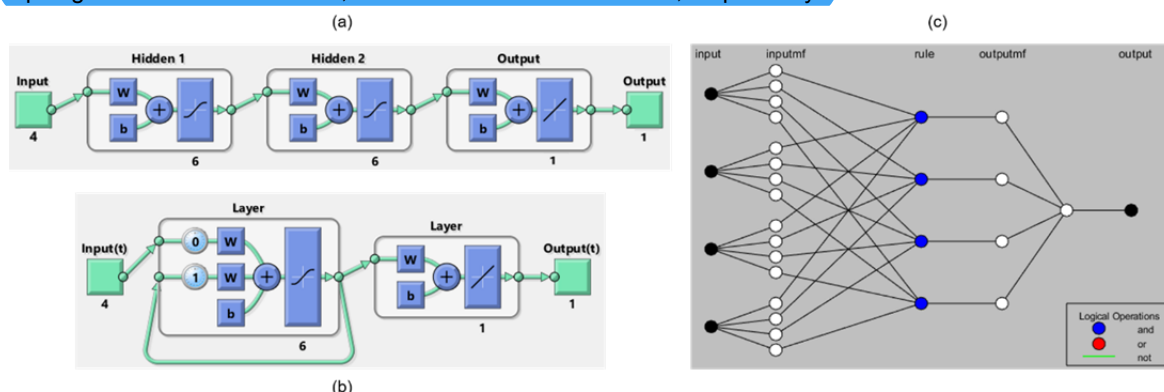 (a)
(c)
Hidden 1
Hidden 2
Output
Input
W
b
+
W
b
+
W
b
+
Output
4
6
6
1
1
Layer
Layer
Input(t)
0
W
1
W
b
+
W
b
+
Output(t)
4
6
1
1
(b)
input
inputmf
rule
outputmf
output
Logical Operations
and
or
not